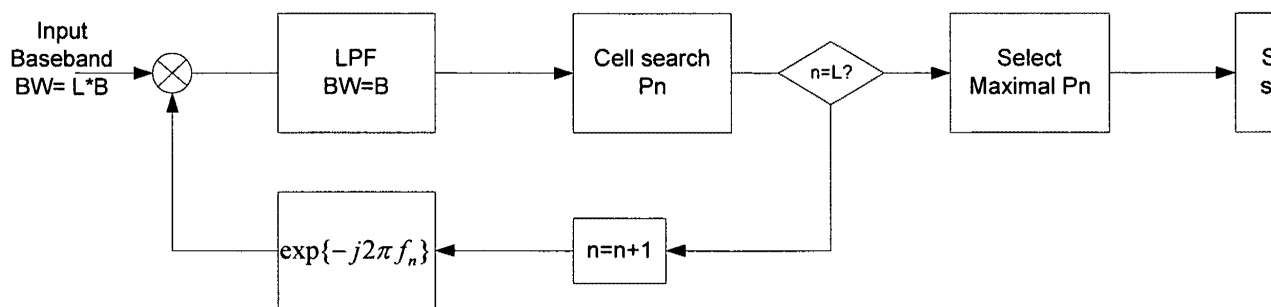 Input
Baseband
BW= L*B
LPF
BW=B
Cell search
Pn
n=L?
Select
Maximal Pn
exp{-j2πf_n}
n=n+1